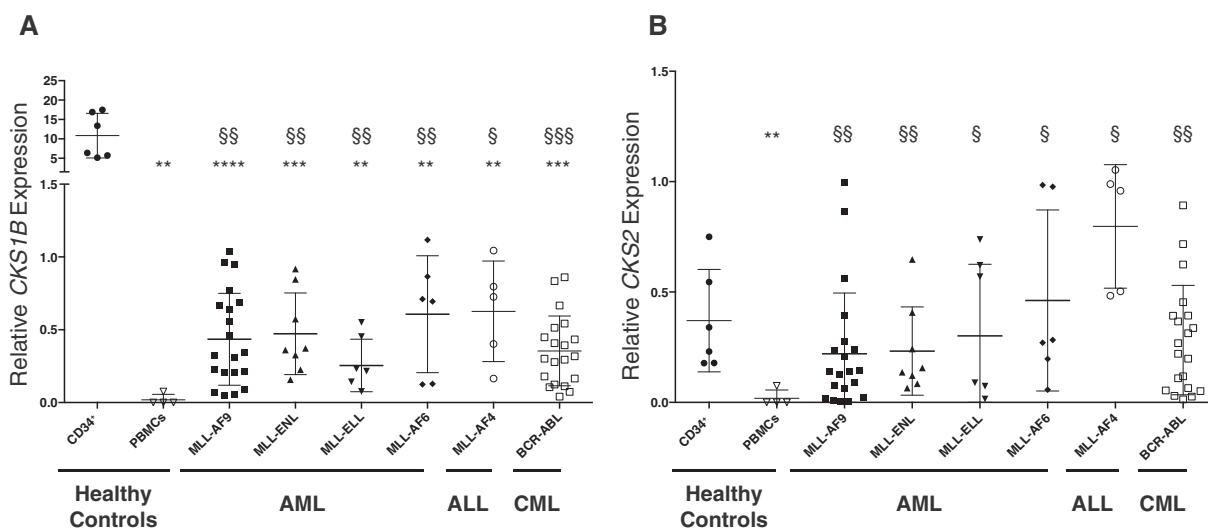 A
Relative CKS1B Expression
25
20
15
10
5
1.5
1.0
0.5
0.0
§§ §§ §§ §§ § §§§
** **** *** ** ** ** ***
CD34+
PBMCs
MLL-AF9
MLL-ENL
MLL-ELL
MLL-AF6
MLL-AF4
BCR-ABL
Healthy
Controls
AML
ALL
CML
B
Relative CKS2 Expression
1.5
1.0
0.5
0.0
** §§ §§ § § § §§
CD34+
PBMCs
MLL-AF9
MLL-ENL
MLL-ELL
MLL-AF6
MLL-AF4
BCR-ABL
Healthy
Controls
AML
ALL
CML